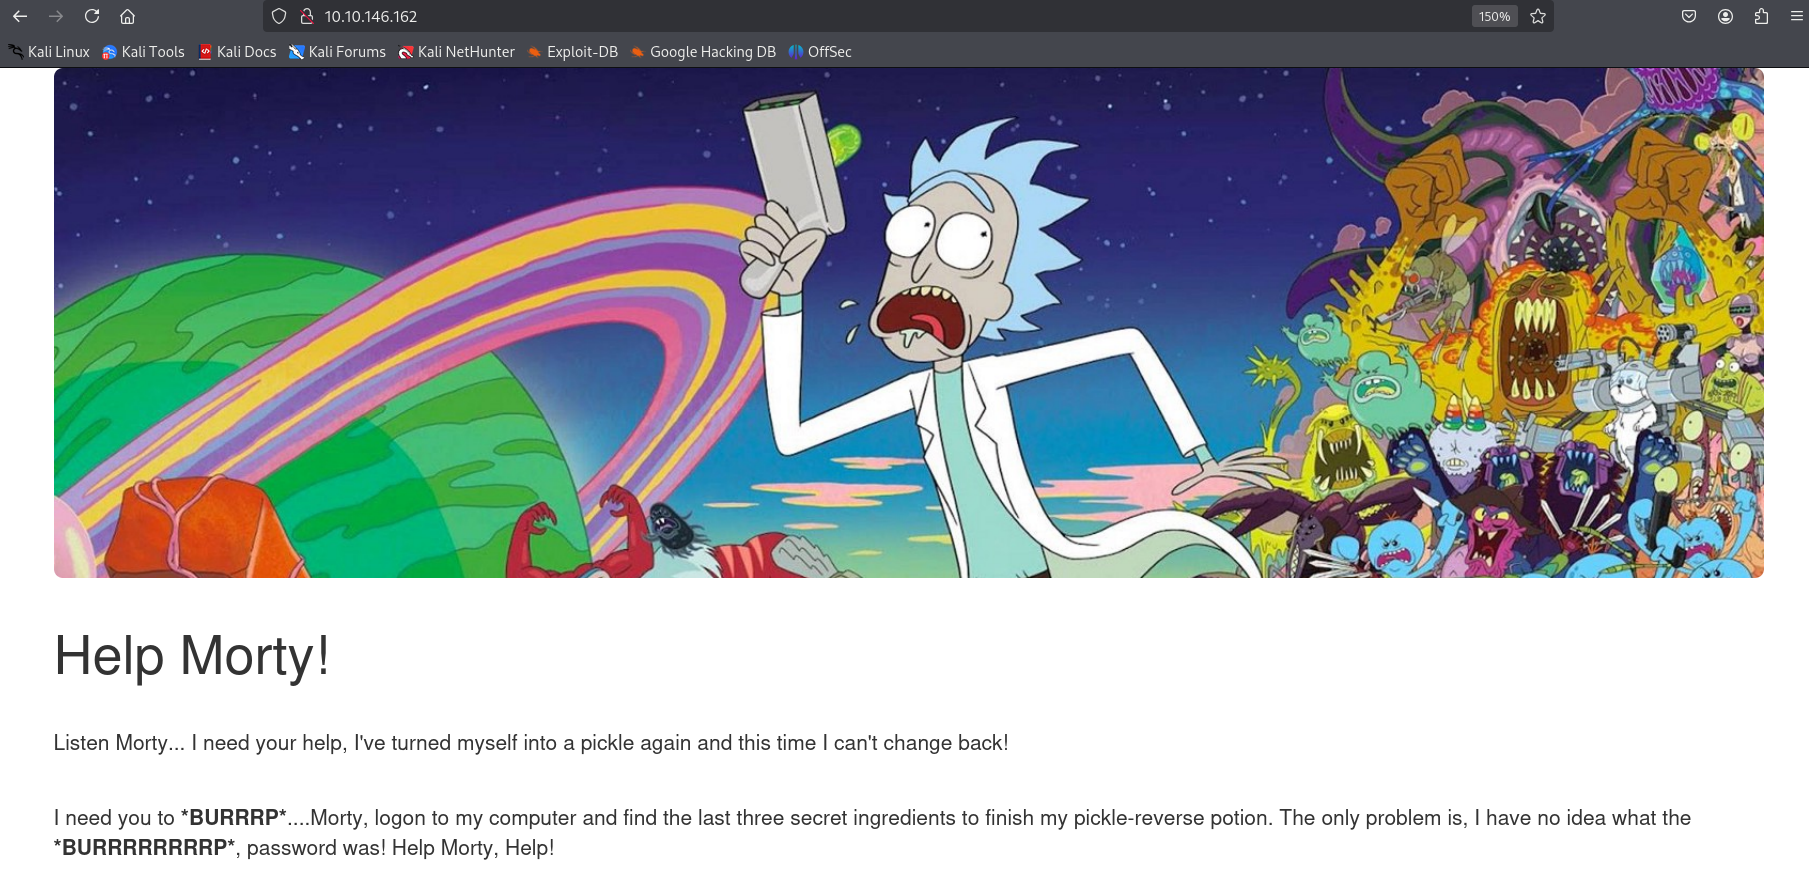 10.10.146.162
150%
Kali Linux Kali Tools Kali Docs Kali Forums Kali NetHunter Exploit-DB Google Hacking DB OffSec
Help Morty!
Listen Morty... I need your help, I've turned myself into a pickle again and this time I can't change back!
I need you to *BURRRP*....Morty, logon to my computer and find the last three secret ingredients to finish my pickle-reverse potion. The only problem is, I have no idea what the
*BURRRRRRRRP*, password was! Help Morty, Help!